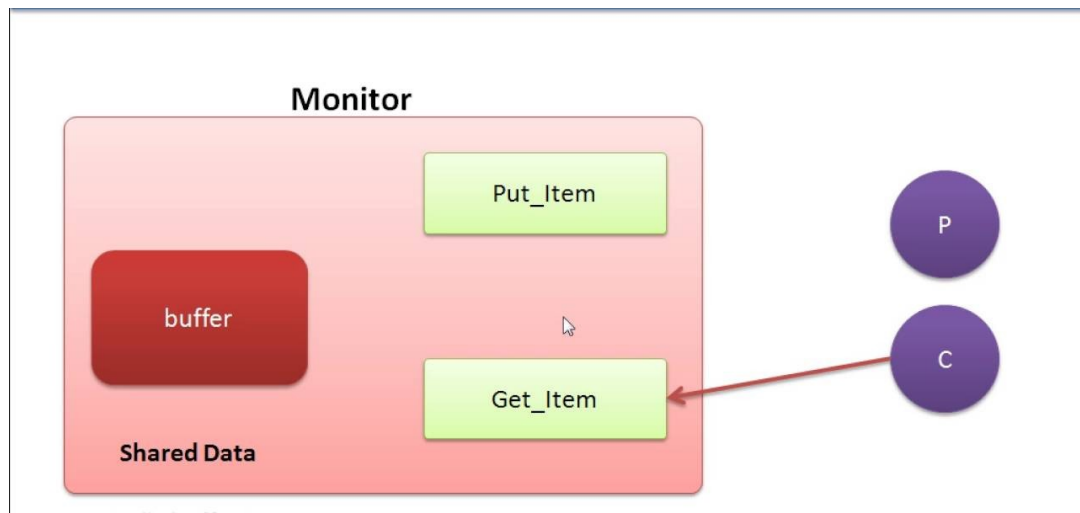 Monitor
Put_Item
P
buffer
C
Get_Item
Shared Data